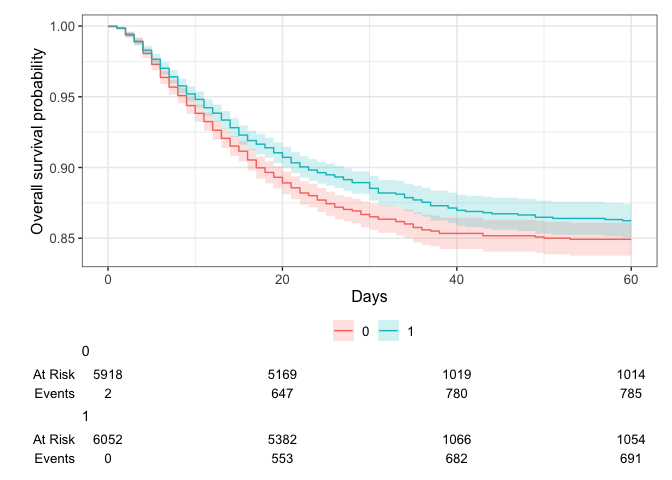 Overall survival probability
1.00
0.95
0.90
0.85
0 20 40 60
Days
0 1
0
At Risk 5918 5169 1019 1014
Events 2 647 780 785
1
At Risk 6052 5382 1066 1054
Events 0 553 682 691